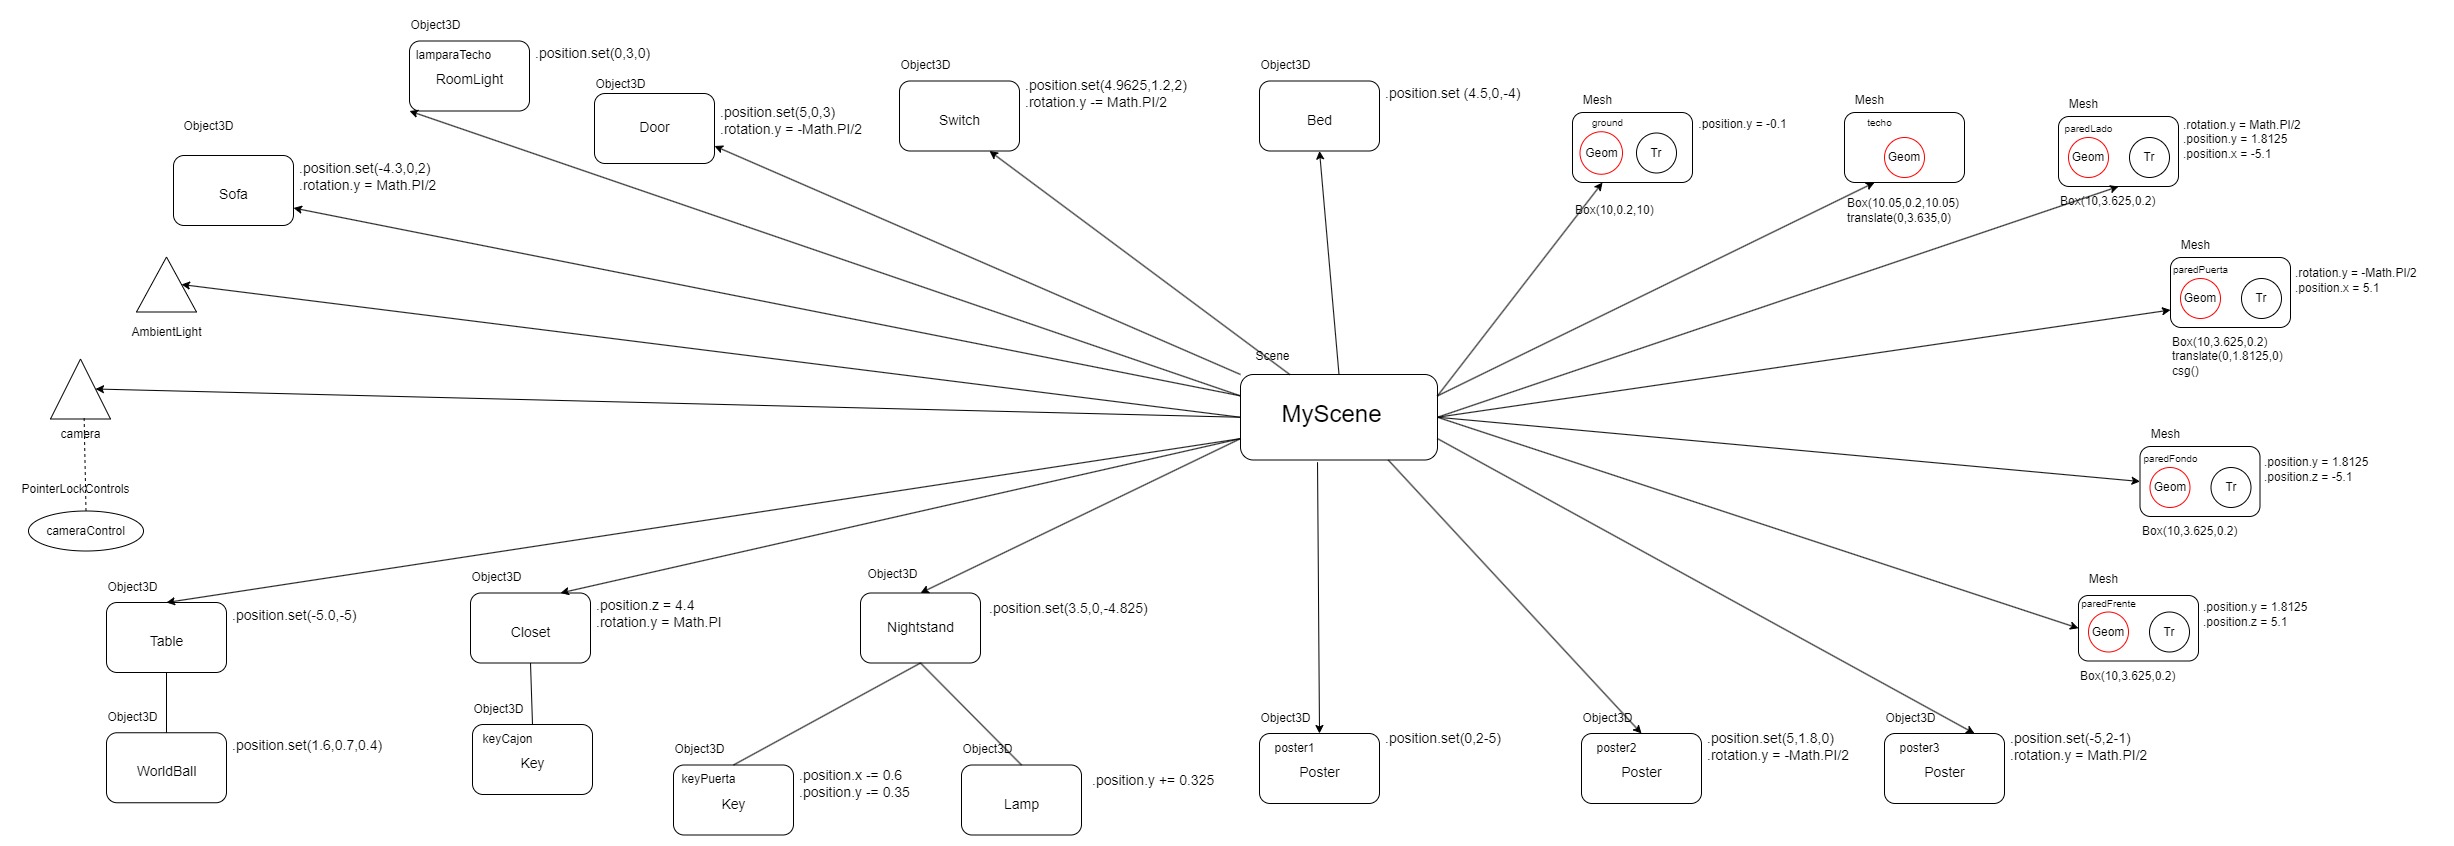 Object3D
lamparaTecho
RoomLight
.position.set(0,3,0)
Object3D
Door
.position.set(5,0,3)
.rotation.y = -Math.PI/2
Object3D
Switch
.position.set(4.9625,1.2,2)
.rotation.y -= Math.PI/2
Object3D
Bed
.position.set (4.5,0,-4)
Mesh
ground
Geom
Tr
.position.y = -0.1
Box(10,0.2,10)
Mesh
techo
Geom
Box(10.05,0.2,10.05)
translate(0,3.635,0)
Mesh
paredLado
Geom
Tr
.rotation.y = Math.PI/2
.position.y = 1.8125
.position.x = -5.1
Box(10,3.625,0.2)
Object3D
Sofa
.position.set(-4.3,0,2)
.rotation.y = Math.PI/2
AmbientLight
Mesh
paredPuerta
Geom
Tr
.rotation.y = -Math.PI/2
.position.x = 5.1
Box(10,3.625,0.2)
translate(0,1.8125,0)
csg()
Scene
MyScene
camera
PointerLockControls
cameraControl
Mesh
paredFondo
Geom
Tr
.position.y = 1.8125
.position.z = -5.1
Box(10,3.625,0.2)
Mesh
paredFrente
Geom
Tr
.position.y = 1.8125
.position.z = 5.1
Box(10,3.625,0.2)
Object3D
Table
.position.set(-5.0,-5)
Object3D
WorldBall
.position.set(1.6,0.7,0.4)
Object3D
Closet
.position.z = 4.4
.rotation.y = Math.PI
Object3D
keyCajon
Key
Object3D
Nightstand
.position.set(3.5,0,-4.825)
Object3D
keyPuerta
Key
.position.x -= 0.6
.position.y -= 0.35
Object3D
Lamp
.position.y += 0.325
Object3D
poster1
Poster
.position.set(0,2-5)
Object3D
poster2
Poster
.position.set(5,1.8,0)
.rotation.y = -Math.PI/2
Object3D
poster3
Poster
.position.set(-5,2-1)
.rotation.y = Math.PI/2